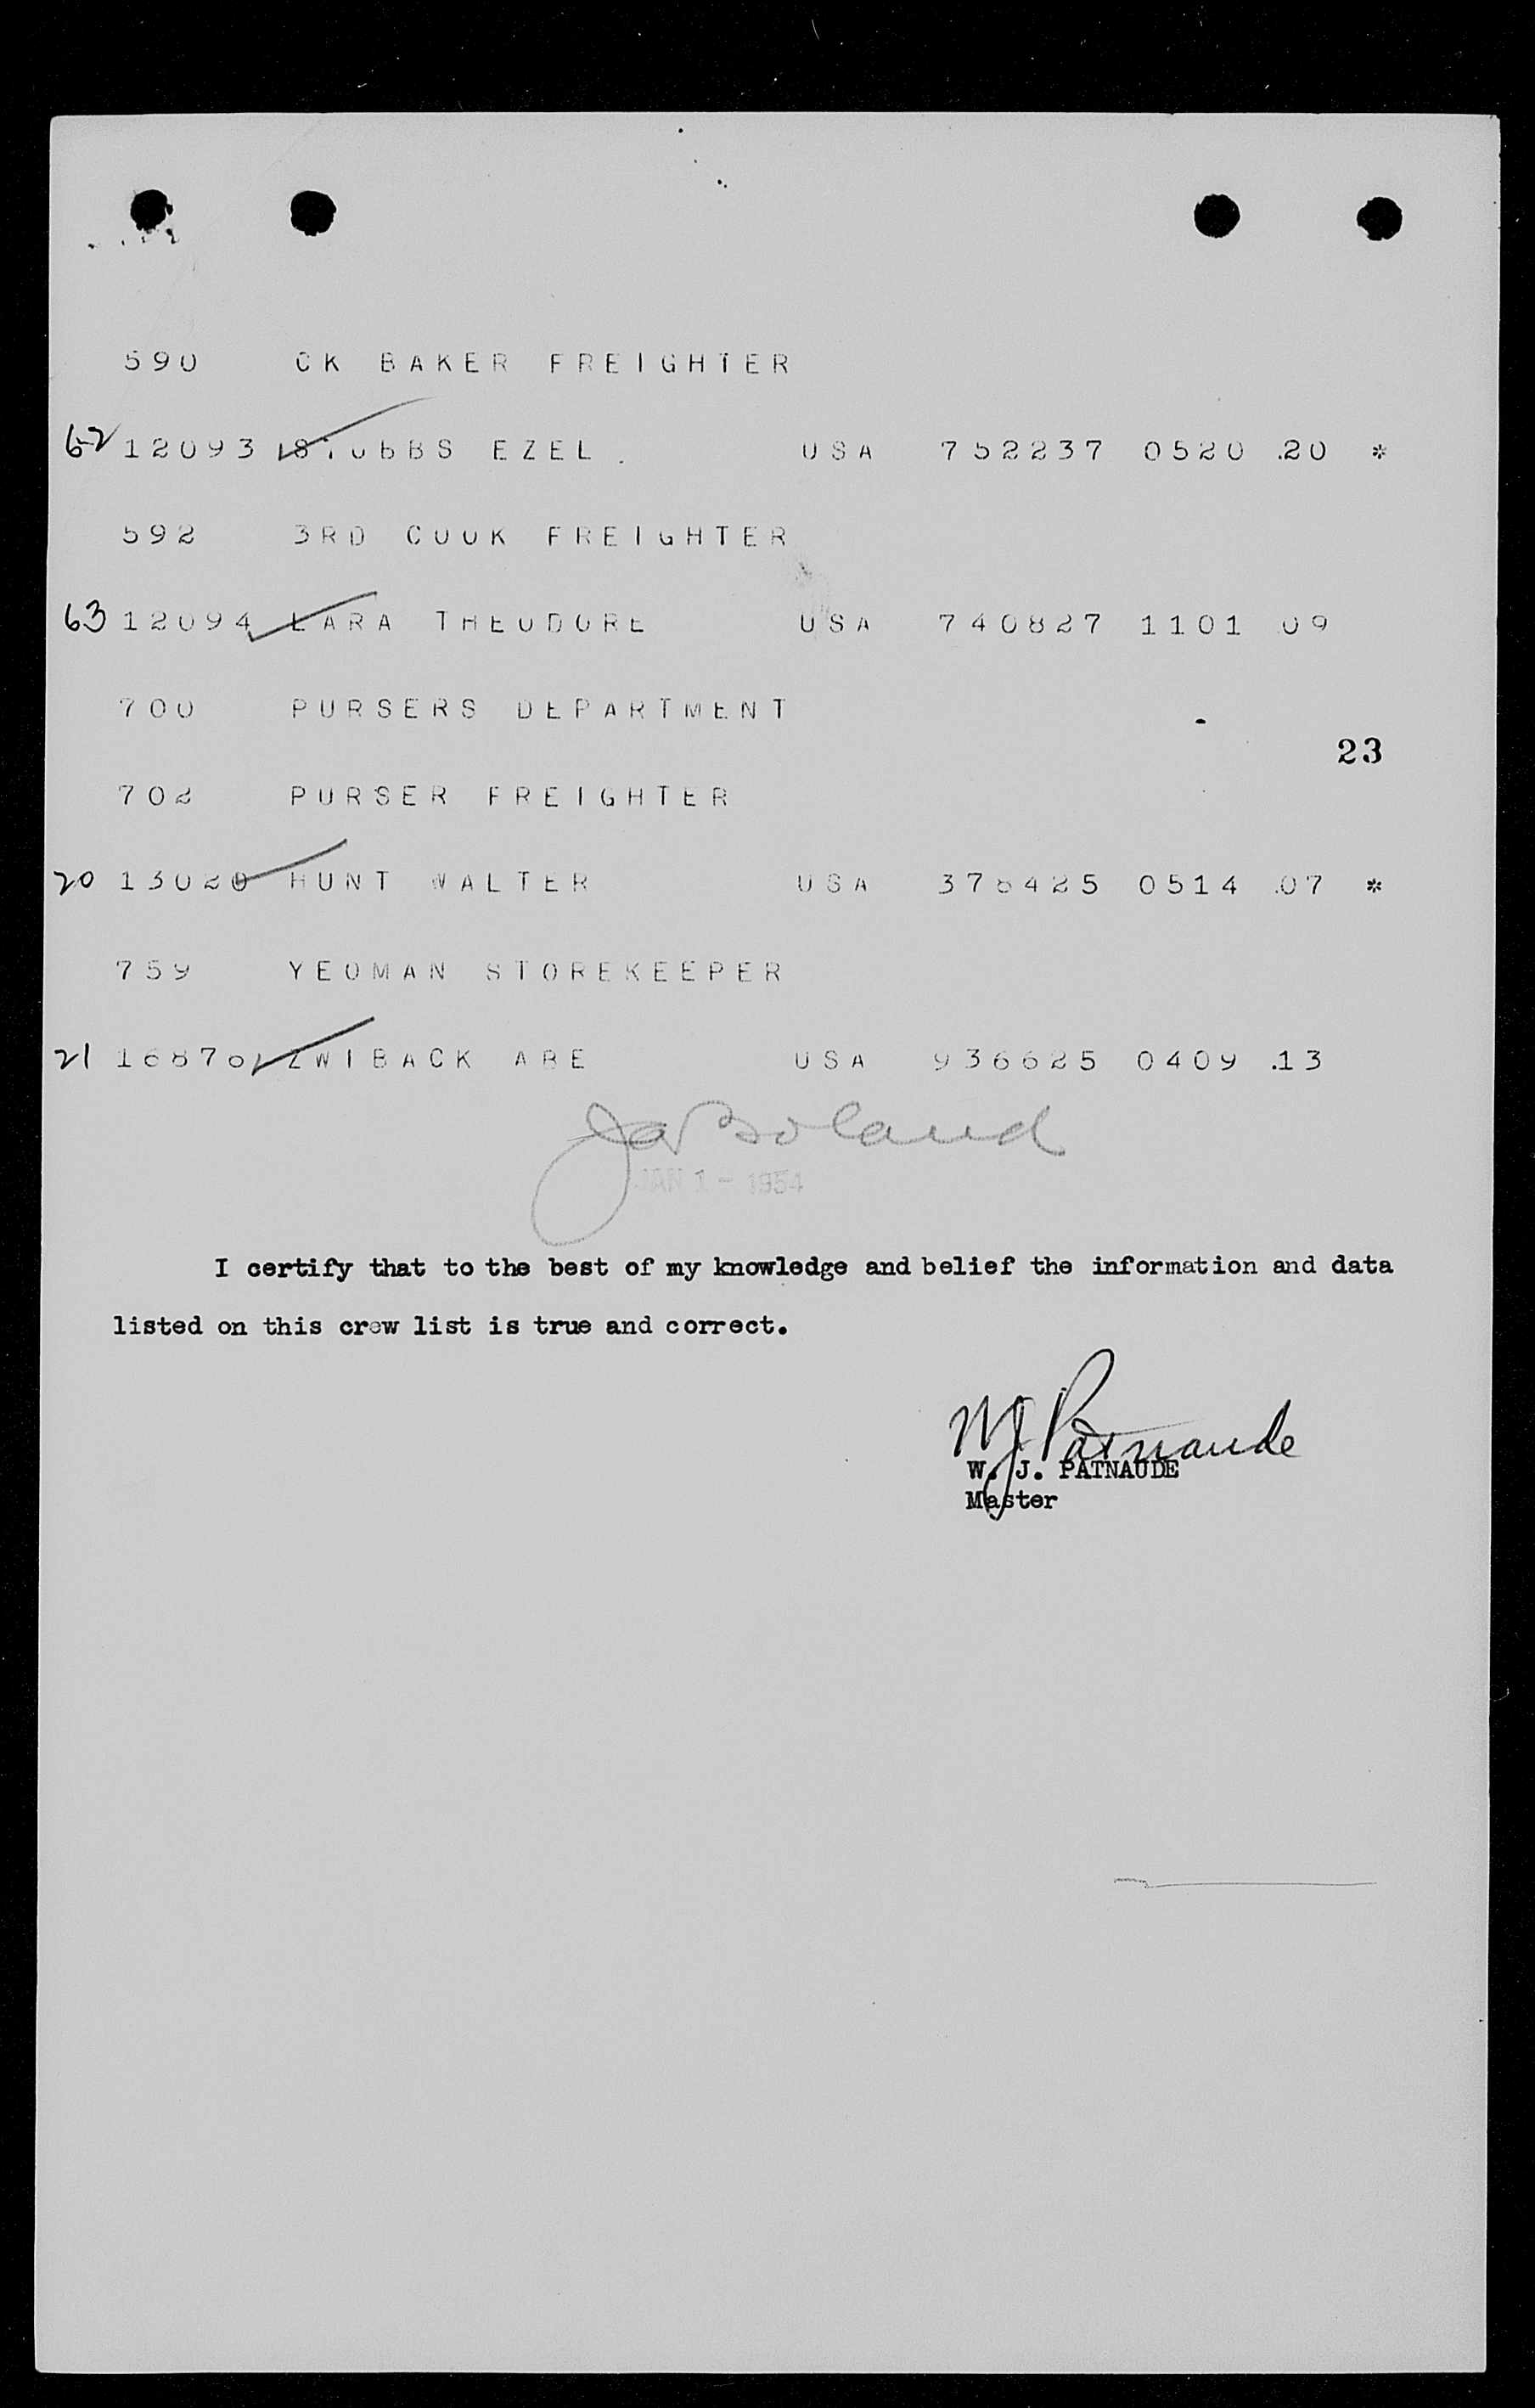 590 CK BAKER FREIGHTER
62 12093 STUBBS EZEL USA 752237 0520 .20 *
592 3RD COOK FREIGHTER
63 12094 LARA THEODORE USA 740827 1101 09
700 PURSERS DEPARTMENT
23
702 PURSER FREIGHTER
20 13020 HUNT WALTER USA 376425 0514 .07 *
759 YEOMAN STOREKEEPER
21 ZWIBACK ABE USA 936625 0409 .13
Boland
JAN 1 - 1954
I certify that to the best of my knowledge and belief the information and data
listed on this crew list is true and correct.
WJ Patnaude
W. J. PATNAUDE
Master